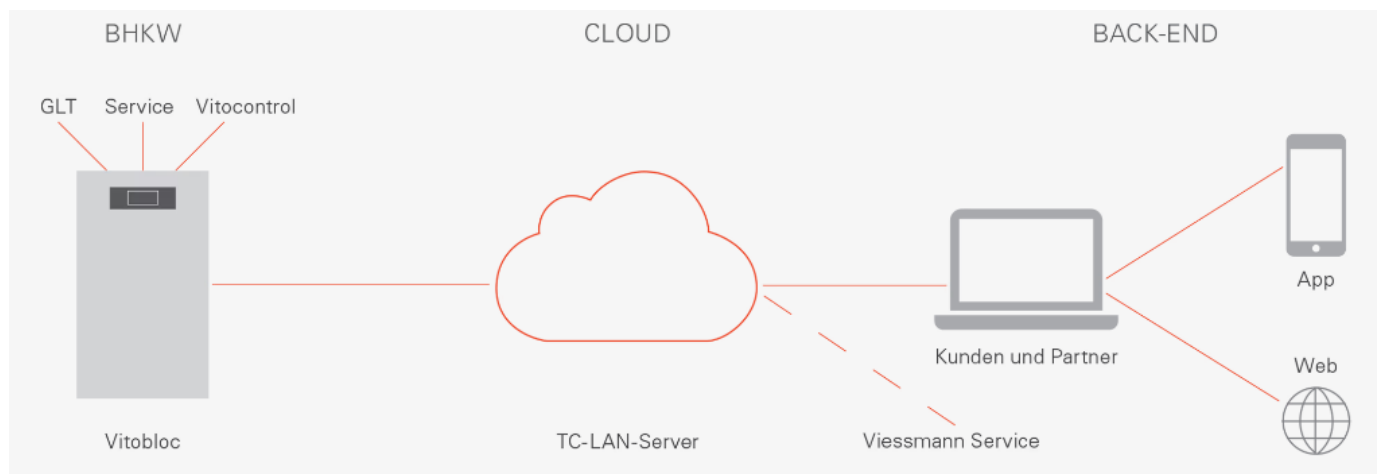 BHKW
CLOUD
BACK-END
GLT
Service
Vitocontrol
App
Kunden und Partner
Web
Vitobloc
TC-LAN-Server
Viessmann Service